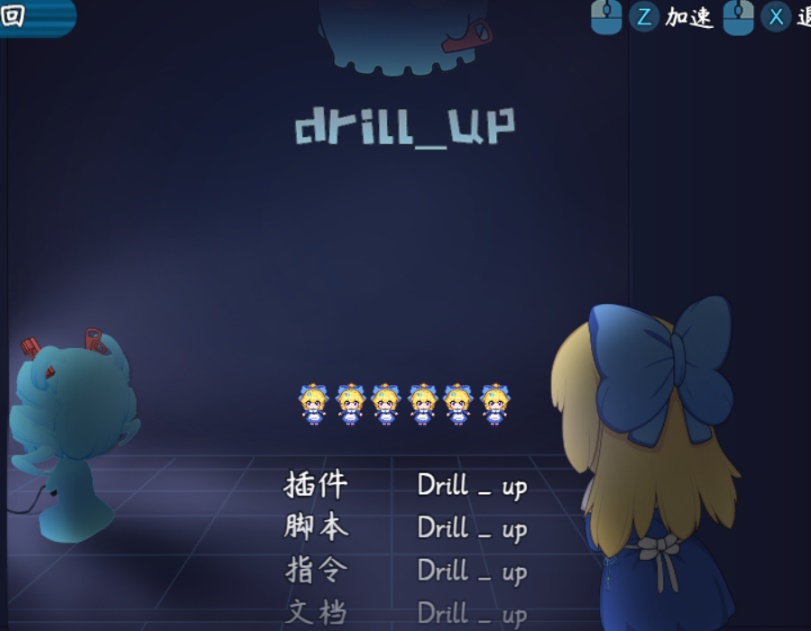 回
Z 加速 X 退
drill_up
插件 Drill _ up
脚本 Drill _ up
指令 Drill _ up
文档 Drill _ up